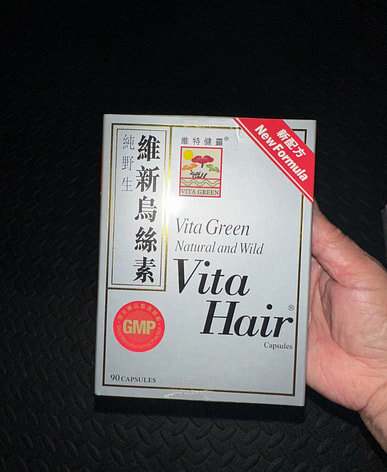 維新烏絲素
純野生
維特健靈
VITA GREEN
新配方
New Formula
Vita Green
Natural and Wild
Vita
Hair®
Capsules
GMP
90 CAPSULES